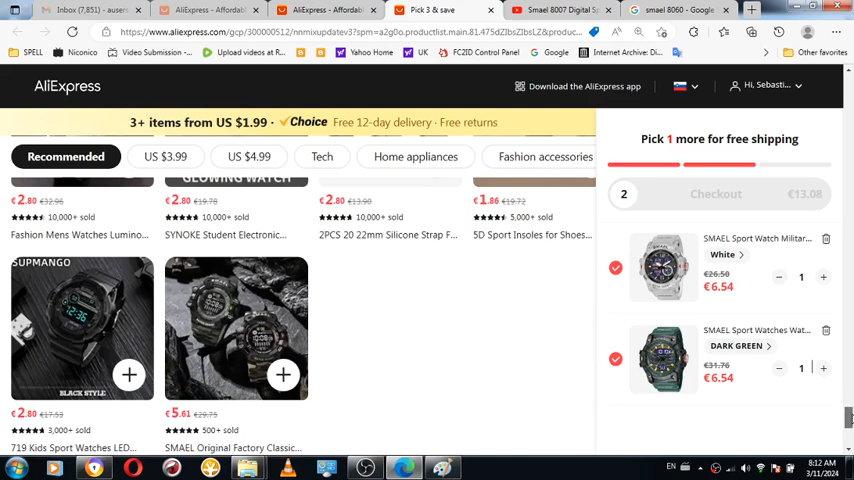 Inbox (7,851) - auserr
AliExpress - Affordabl
AliExpress - Affordabl
Pick 3 & save
Smael 8007 Digital Sp
smael 8060 - Google
https://www.aliexpress.com/gcp/300000512/nnmixupdatev3?spm=a2g0o.productlist.main.81.475dZIbsZIbsLZ&produc...
SPELL
Niconico
Video Submission -...
Upload videos at R...
Yahoo Home
UK
FC2ID Control Panel
Google
Internet Archive: Di...
Other favorites
AliExpress
Download the AliExpress app
Hi, Sebasti...
3+ items from US $1.99 · Choice Free 12-day delivery · Free returns
Recommended
US $3.99
US $4.99
Tech
Home appliances
Fashion accessories
GLOWING WATCH
€2.80 €32.96
10,000+ sold
Fashion Mens Watches Lumino...
€2.80 €19.78
10,000+ sold
SYNOKE Student Electronic...
€2.80 €13.90
10,000+ sold
2PCS 20 22mm Silicone Strap F...
€1.86 €19.72
5,000+ sold
5D Sport Insoles for Shoes...
SUPMANGO
12:36
BLACK STYLE
€2.80 €17.53
3,000+ sold
719 Kids Sport Watches LED...
€5.61 €29.75
500+ sold
SMAEL Original Factory Classic...
Pick 1 more for free shipping
2 Checkout €13.08
SMAEL Sport Watch Militar...
White
€26.50
€6.54
1
SMAEL Sport Watches Wat...
DARK GREEN
€31.76
€6.54
1
EN
8:12 AM
3/11/2024